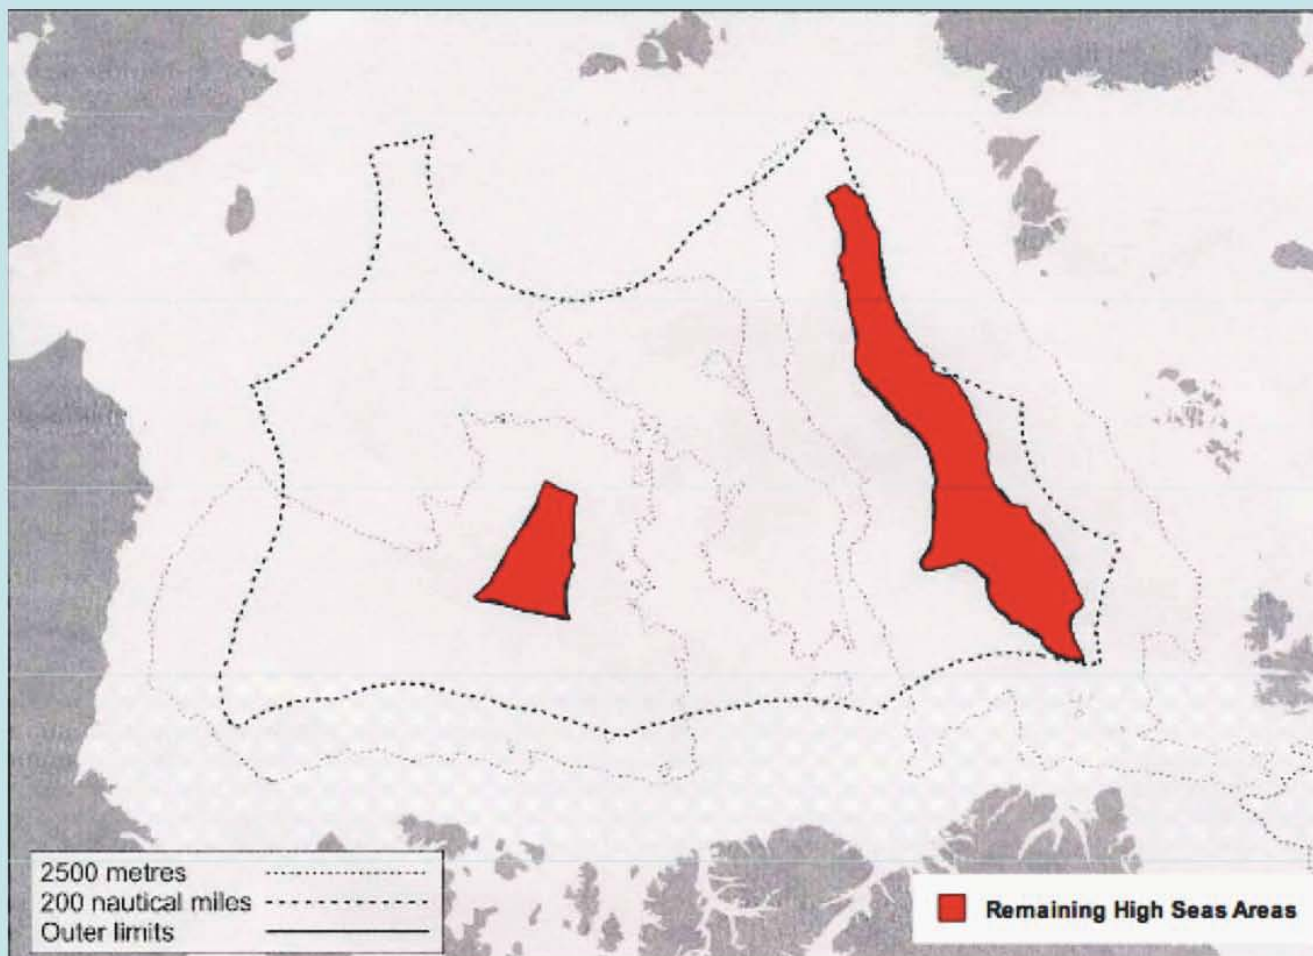 2500 metres
200 nautical miles
Outer limits
Remaining High Seas Areas